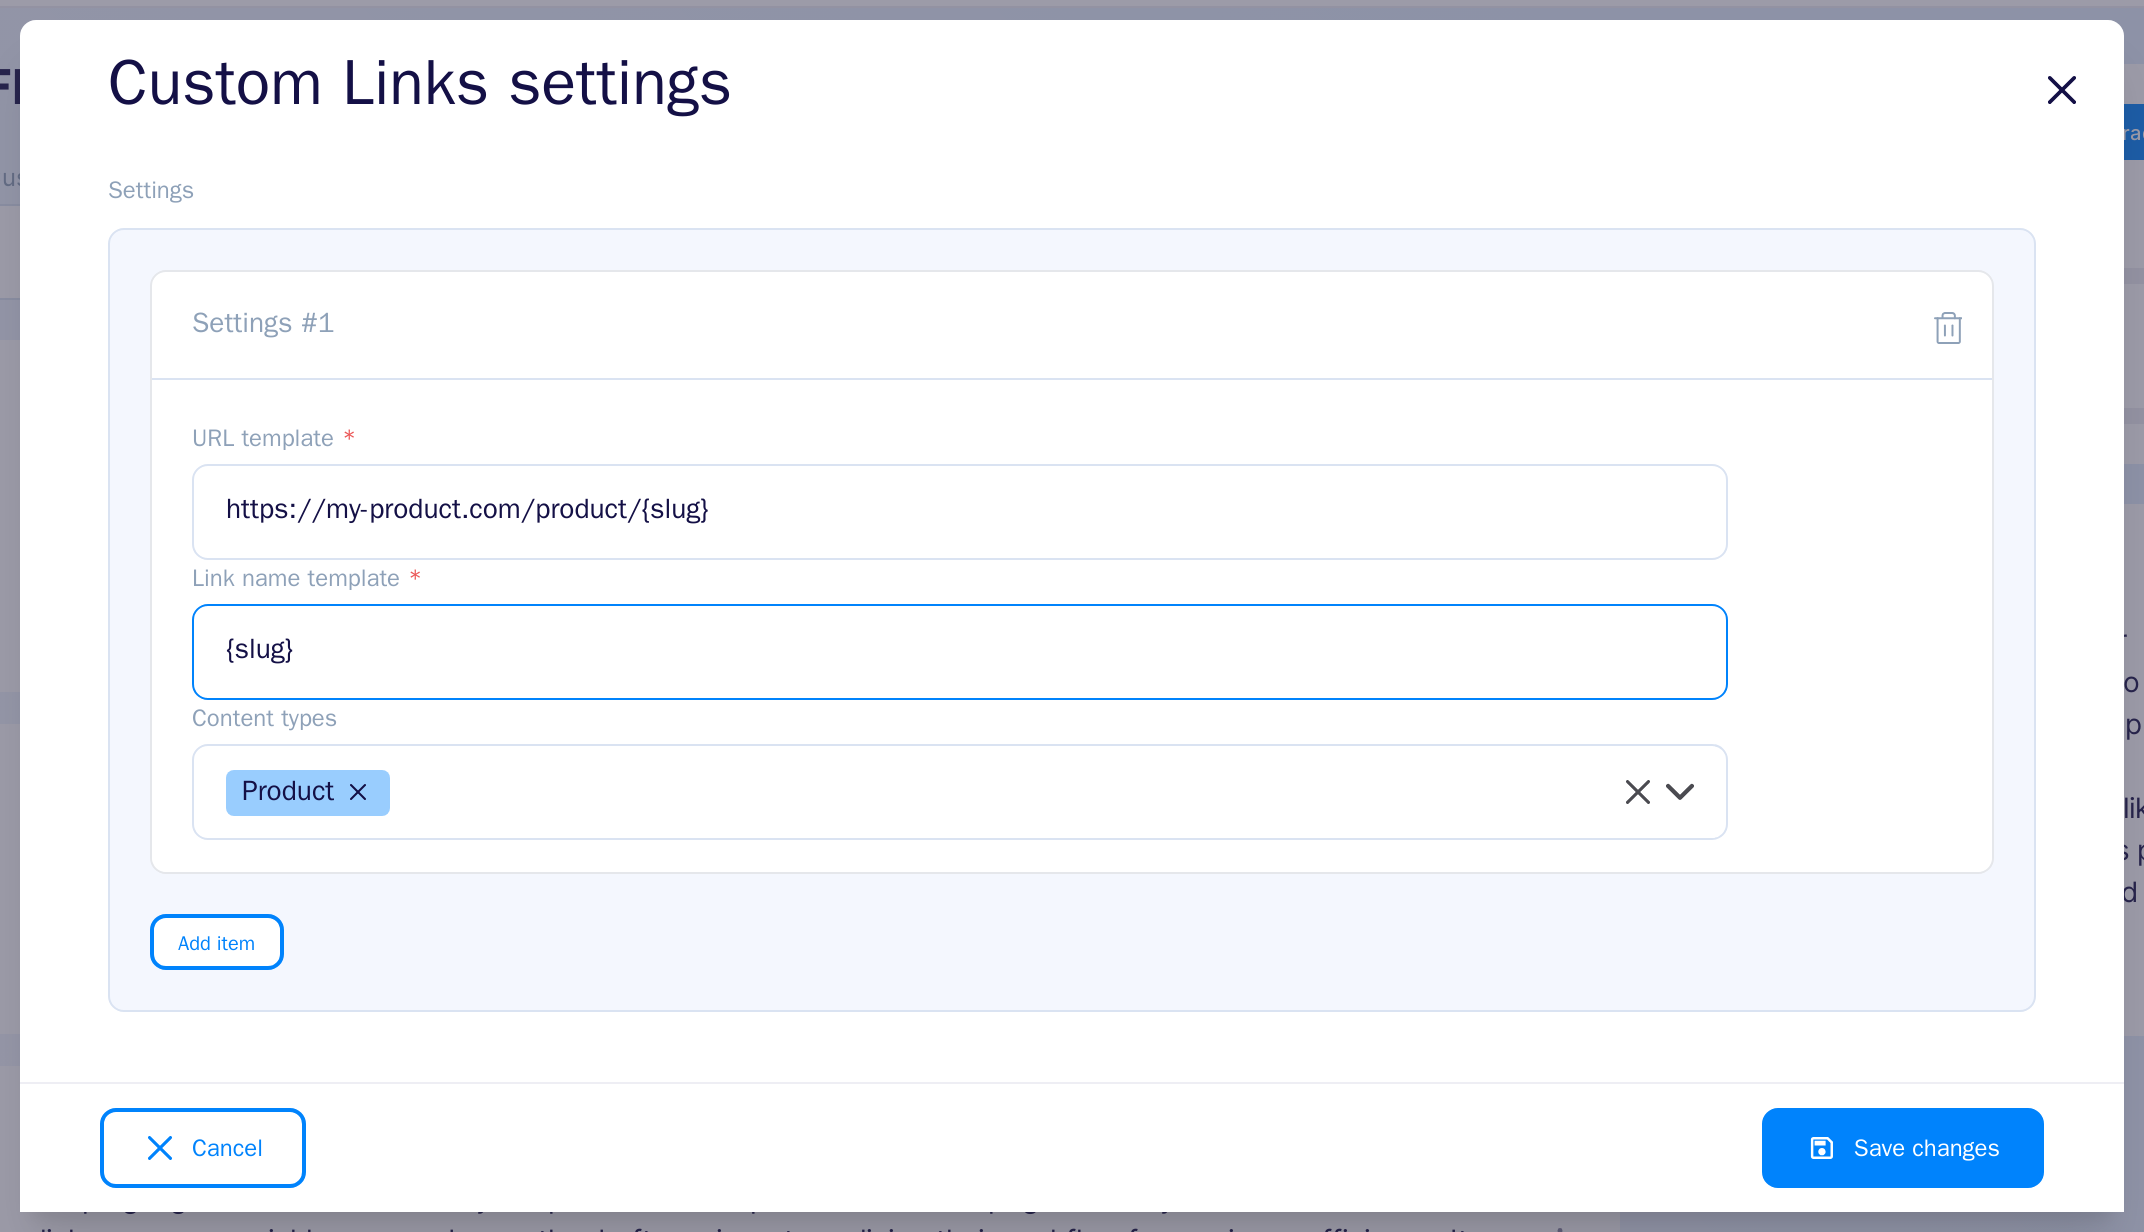 Custom Links settings
Settings
Settings #1
URL template *
https://my-product.com/product/{slug}
Link name template *
{slug}
Content types
Product
Add item
Cancel
Save changes